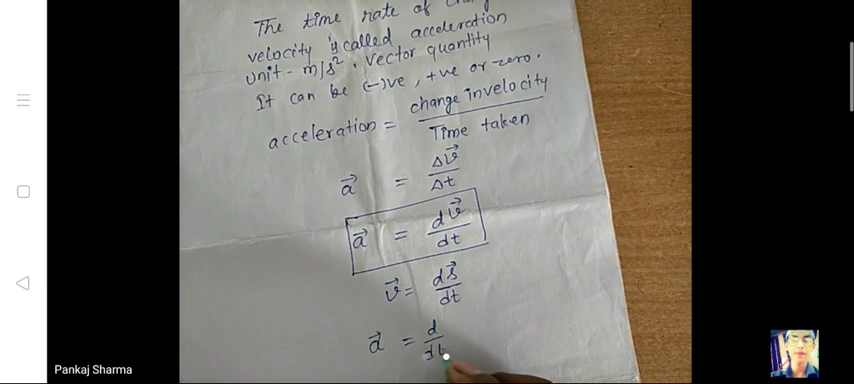 The time rate of
velocity is called acceleration
unit - m/s². Vector quantity
It can be (-)ve, +ve or zero.
acceleration = change in velocity / Time taken
a⃗ = Δv⃗ / Δt
a⃗ = dv⃗ / dt
v⃗ = ds⃗ / dt
a⃗ = d / dt
Pankaj Sharma